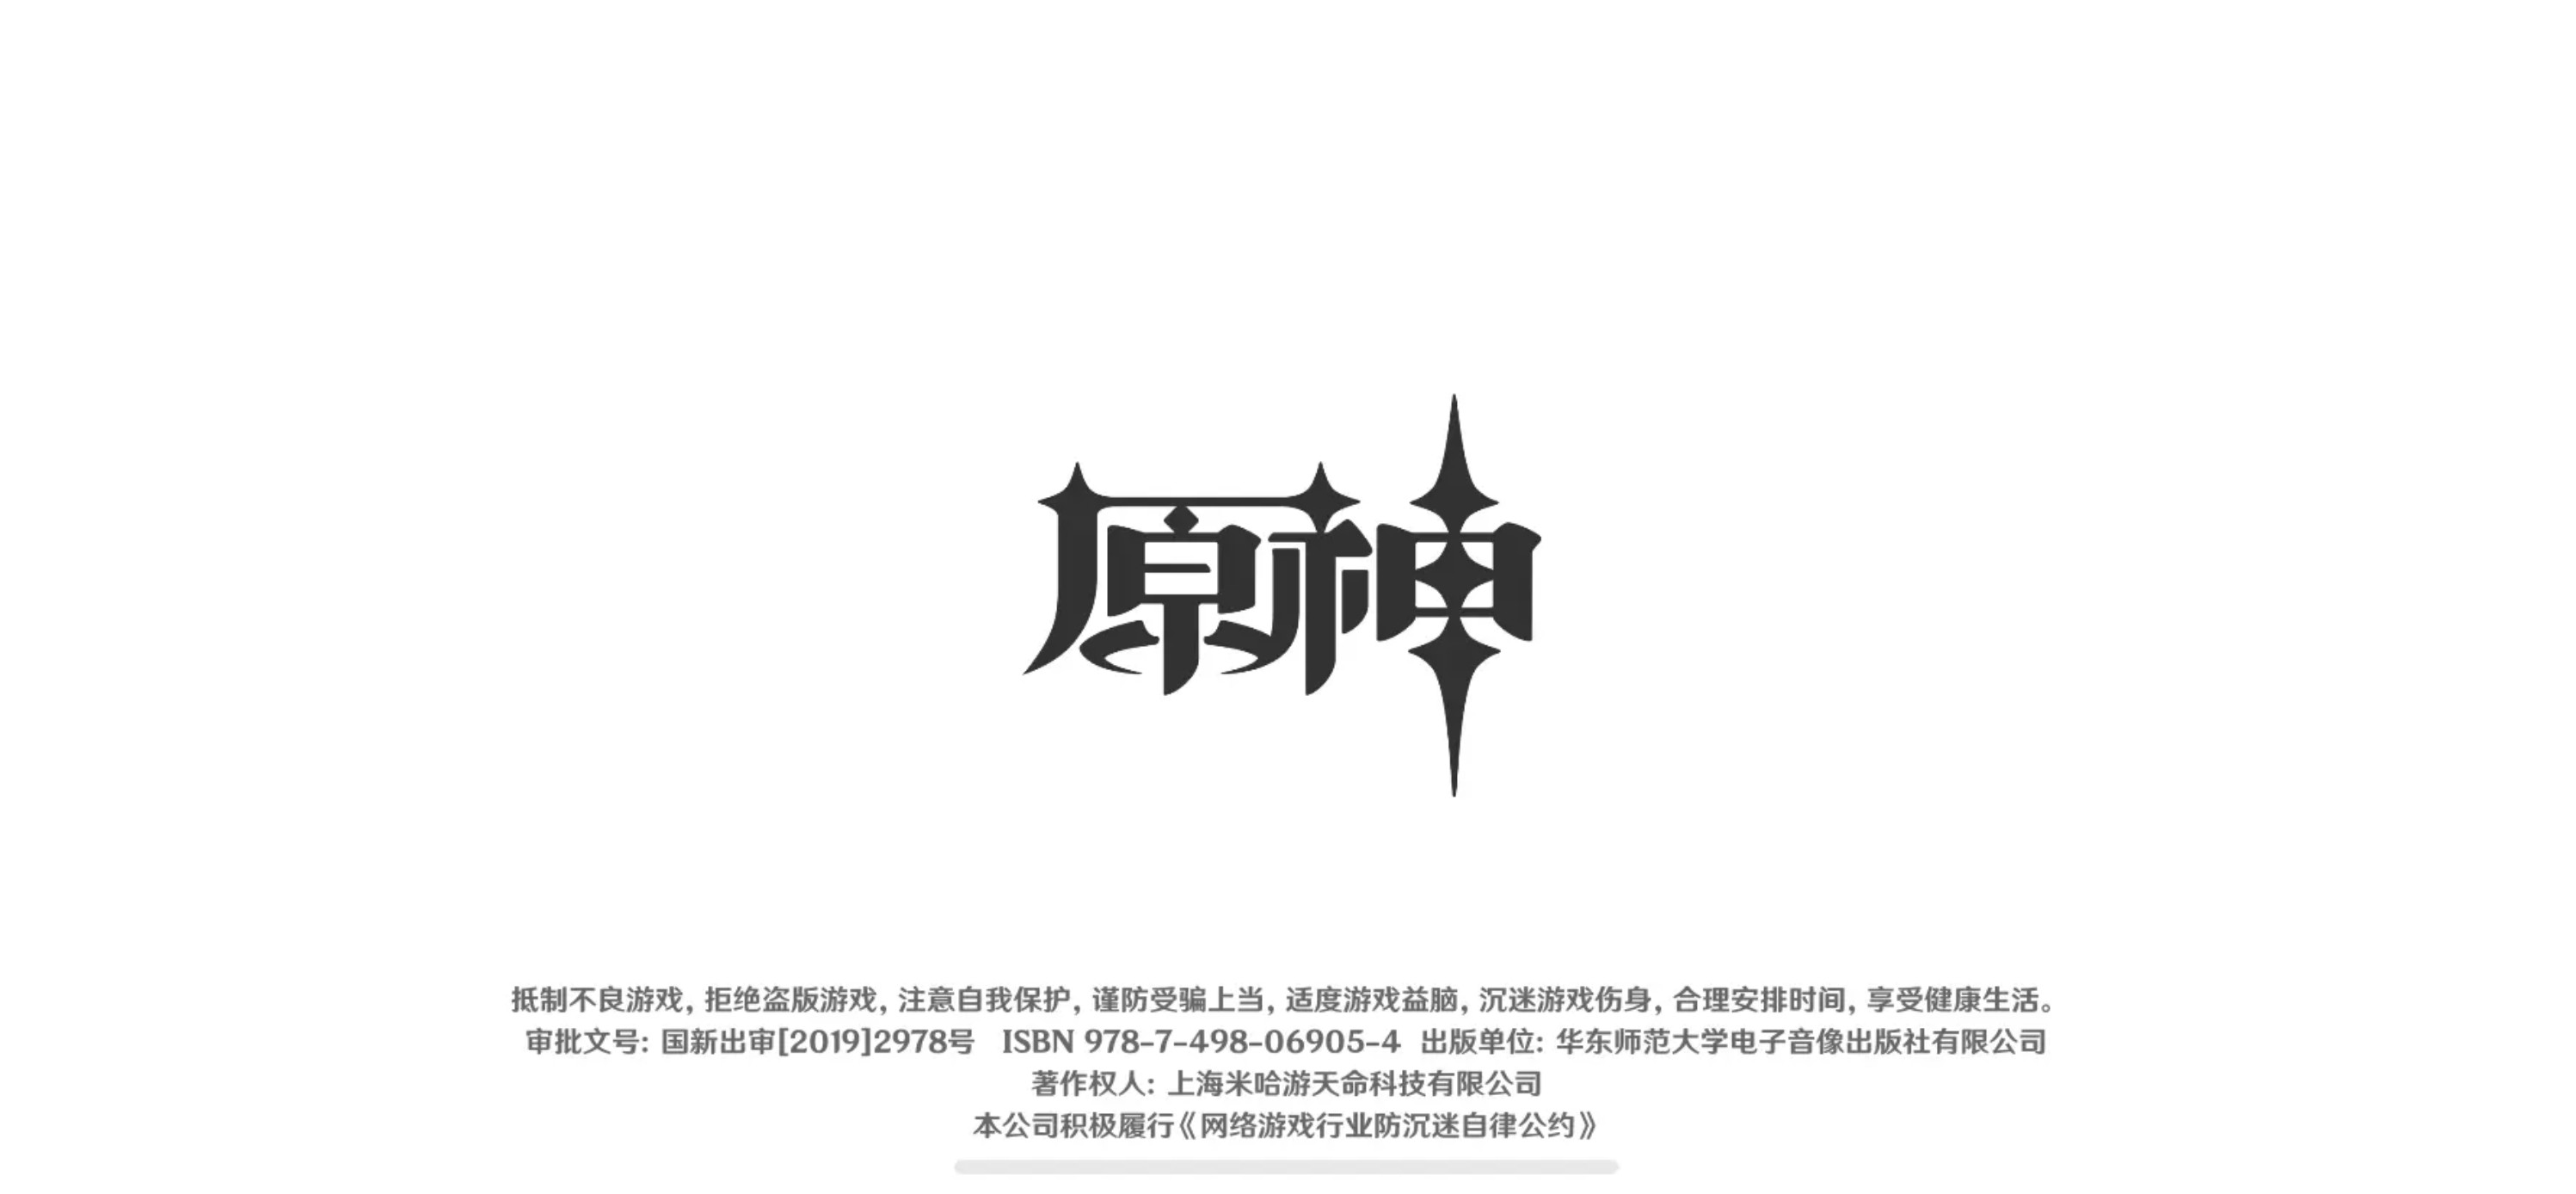 原神
抵制不良游戏, 拒绝盗版游戏, 注意自我保护, 谨防受骗上当, 适度游戏益脑, 沉迷游戏伤身, 合理安排时间, 享受健康生活。
审批文号: 国新出审[2019]2978号 ISBN 978-7-498-06905-4 出版单位: 华东师范大学电子音像出版社有限公司
著作权人: 上海米哈游天命科技有限公司
本公司积极履行《网络游戏行业防沉迷自律公约》